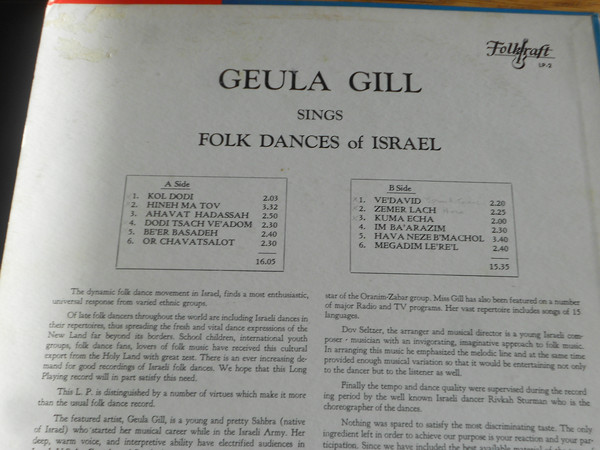 Folkraft
LP-2
GEULA GILL
SINGS
FOLK DANCES of ISRAEL
A Side
1. KOL DODI 2.03
2. HINEH MA TOV 3.32
3. AHAVAT HADASSAH 2.50
4. DODI TSACH VE'ADOM 2.30
5. BE'ER BASADEH 2.40
6. OR CHAVATSALOT 2.30
16.05
B Side
1. VE'DAVID 2.20
2. ZEMER LACH 2.25
3. KUMA ECHA 2.00
4. IM BA'ARAZIM 2.30
5. HAVA NEZE B'MACHOL 3.40
6. MEGADIM LE'RE'L 2.40
15.35
The dynamic folk dance movement in Israel, finds a most enthusiastic,
universal response from varied ethnic groups.
Of late folk dancers throughout the world are including Israeli dances in
their repertoires, thus spreading the fresh and vital dance expressions of the
New Land far beyond its borders. School children, international youth
groups, folk dance fans, lovers of folk music have received this cultural
export from the Holy Land with great zest. There is an ever increasing de-
mand for good recordings of Israeli folk dances. We hope that this Long
Playing record will in part satisfy this need.
This L. P. is distinguished by a number of virtues which make it more
than the usual folk dance record.
The featured artist, Geula Gill, is a young and pretty Sabhra (native
of Israel) who started her musical career while in the Israeli Army. Her
deep, warm voice, and interpretive ability have electrified audiences in
star of the Oranim-Zabar group. Miss Gill has also been featured on a number
of major Radio and TV programs. Her vast repertoire includes songs of 15
languages.
Dov Seltzer, the arranger and musical director is a young Israeli com-
poser - musician with an invigorating, imaginative approach to folk music.
In arranging this music he emphatized the melodic line and at the same time
provided enough musical variation so that it would be entertaining not only
to the dancer but to the listener as well.
Finally the tempo and dance quality were supervised during the record
ing period by the well known Israeli dancer Rivkah Sturman who is the
choreographer of the dances.
Nothing was spared to satisfy the most discriminating taste. The only
ingredient left in order to achieve our purpose is your reaction and your par-
ticipation. Since we have included the best available material of